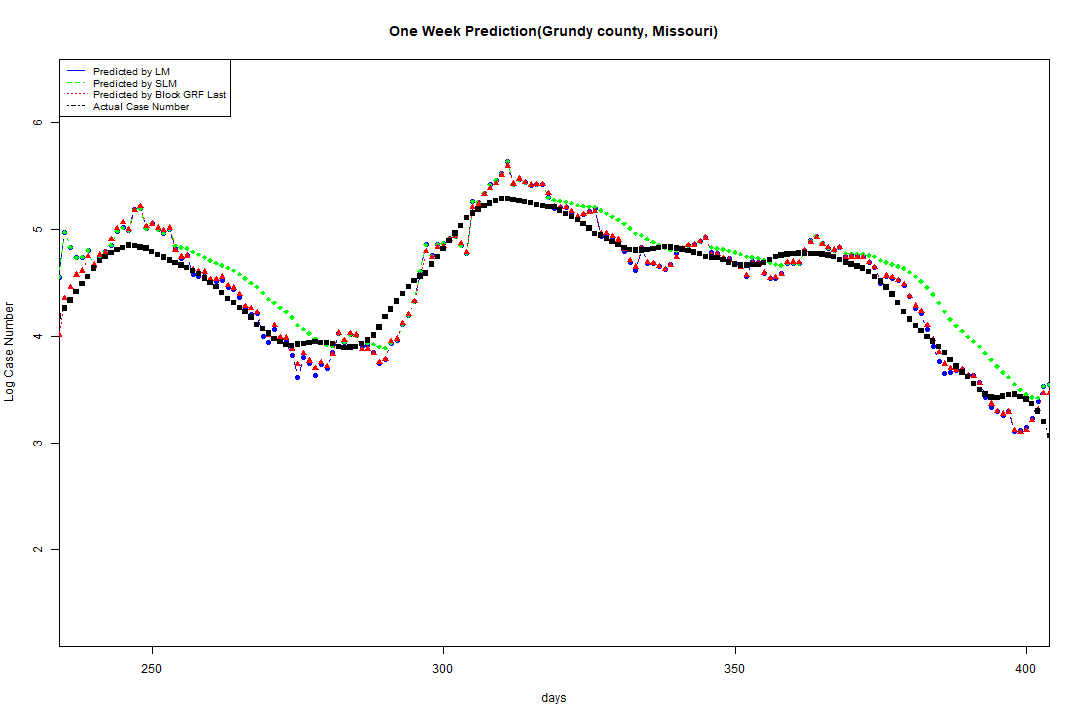 One Week Prediction(Grundy county, Missouri)
Predicted by LM
Predicted by SLM
Predicted by Block GRF Last
Actual Case Number
Log Case Number
6
5
4
3
2
250
300
350
400
days